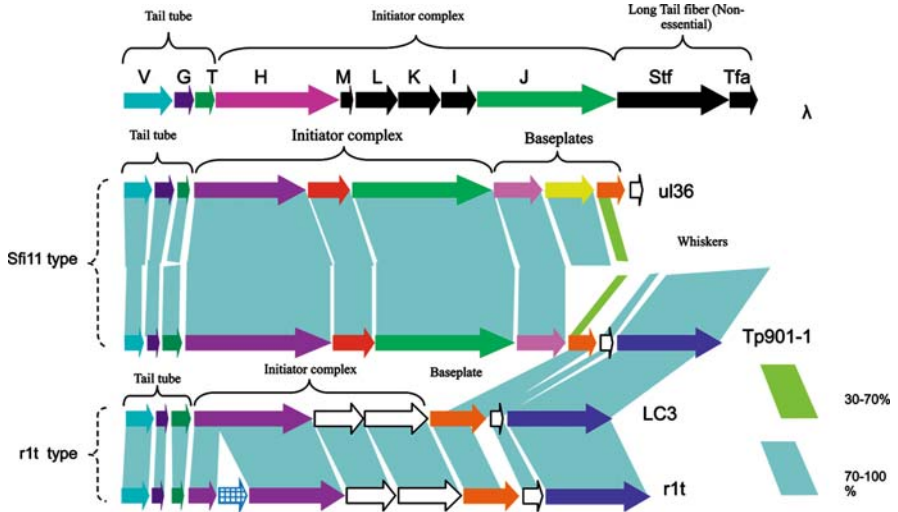 Long Tail fiber (Non-
essential)
Tail tube
Initiator complex
V G T H M L K I J Stf Tfa
λ
Tail tube
Initiator complex
Baseplates
ul36
Whiskers
Sfi11 type
Tp901-1
Tail tube
Initiator complex
Baseplate
30-70%
LC3
r1t type
r1t
70-100
%